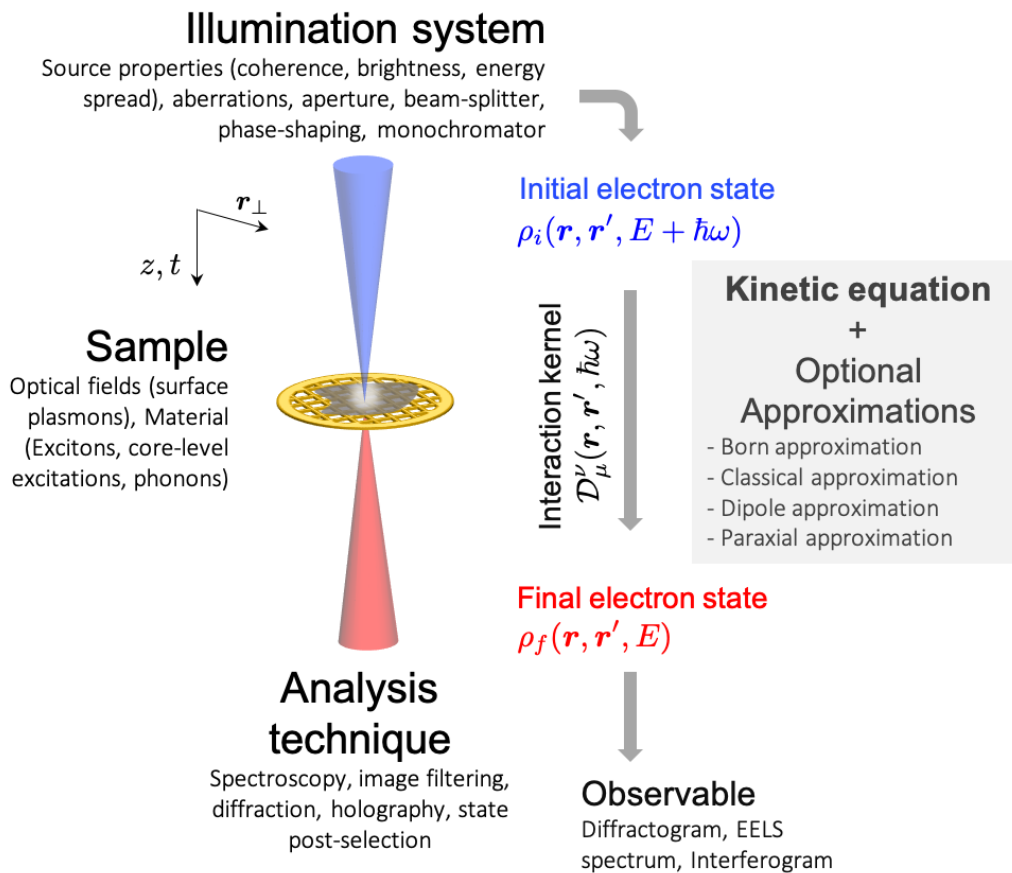 Illumination system
Source properties (coherence, brightness, energy
spread), aberrations, aperture, beam-splitter,
phase-shaping, monochromator
r⊥
z, t
Initial electron state
ρi(r, r′, E + ħω)
Sample
Optical fields (surface
plasmons), Material
(Excitons, core-level
excitations, phonons)
Interaction kernel
𝒟μν(r, r′, ħω)
Kinetic equation
+
Optional
Approximations
- Born approximation
- Classical approximation
- Dipole approximation
- Paraxial approximation
Final electron state
ρf(r, r′, E)
Analysis
technique
Spectroscopy, image filtering,
diffraction, holography, state
post-selection
Observable
Diffractogram, EELS
spectrum, Interferogram